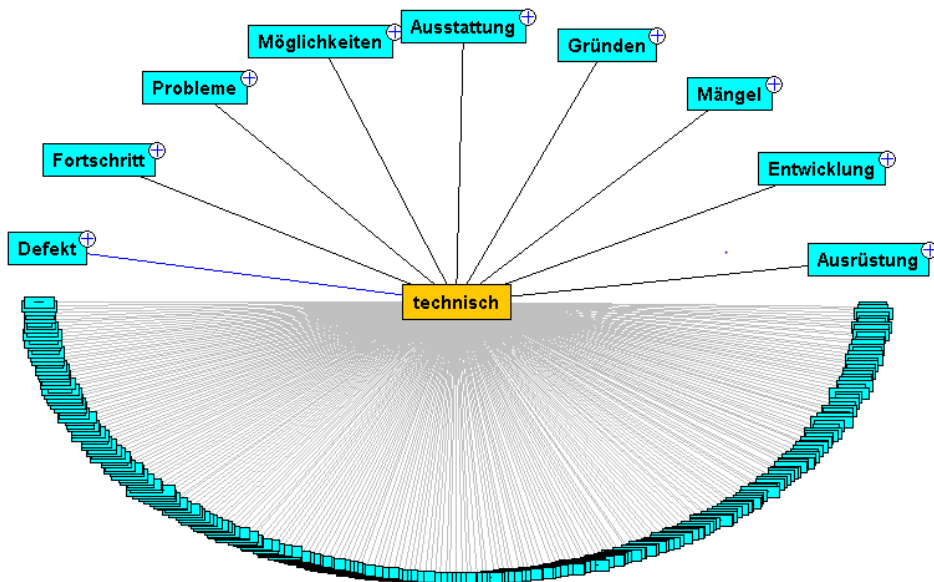 Ausstattung
Möglichkeiten
Gründen
Probleme
Mängel
Fortschritt
Entwicklung
Defekt
Ausrüstung
technisch